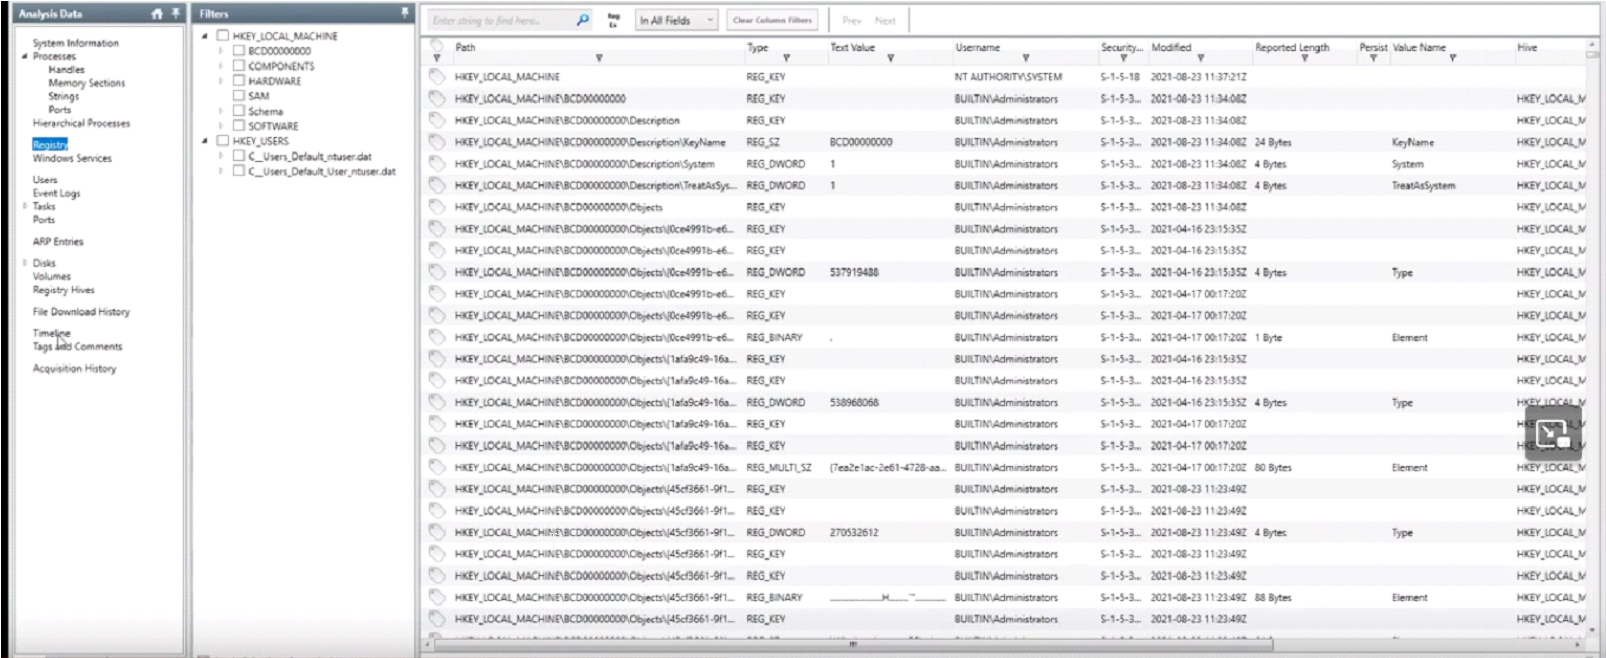 Analysis Data
System Information
Processes
Handles
Memory Sections
Strings
Ports
Hierarchical Processes
Registry
Windows Services
Users
Event Logs
Tasks
Ports
ARP Entries
Disks
Volumes
Registry Hives
File Download History
Timeline
Tags and Comments
Acquisition History
Filters
HKEY_LOCAL_MACHINE
BCD00000000
COMPONENTS
HARDWARE
SAM
Schema
SOFTWARE
HKEY_USERS
C__Users_Default_ntuser.dat
C__Users_Default_User_ntuser.dat
Enter string to find here... Reg Ex In All Fields Clear Column Filters Prev Next
Path Type Text Value Username Security... Modified Reported Length Persist Value Name Hive
HKEY_LOCAL_MACHINE REG_KEY NT AUTHORITY\SYSTEM S-1-5-18 2021-08-23 11:37:21Z
HKEY_LOCAL_MACHINE\BCD00000000 REG_KEY BUILTIN\Administrators S-1-5-3... 2021-08-23 11:34:08Z HKEY_LOCAL_M
HKEY_LOCAL_MACHINE\BCD00000000\Description REG_KEY BUILTIN\Administrators S-1-5-3... 2021-08-23 11:34:08Z HKEY_LOCAL_M
HKEY_LOCAL_MACHINE\BCD00000000\Description\KeyName REG_SZ BCD00000000 BUILTIN\Administrators S-1-5-3... 2021-08-23 11:34:08Z 24 Bytes KeyName HKEY_LOCAL_M
HKEY_LOCAL_MACHINE\BCD00000000\Description\System REG_DWORD 1 BUILTIN\Administrators S-1-5-3... 2021-08-23 11:34:08Z 4 Bytes System HKEY_LOCAL_M
HKEY_LOCAL_MACHINE\BCD00000000\Description\TreatAsSys... REG_DWORD 1 BUILTIN\Administrators S-1-5-3... 2021-08-23 11:34:08Z 4 Bytes TreatAsSystem HKEY_LOCAL_M
HKEY_LOCAL_MACHINE\BCD00000000\Objects REG_KEY BUILTIN\Administrators S-1-5-3... 2021-08-23 11:34:08Z HKEY_LOCAL_M
HKEY_LOCAL_MACHINE\BCD00000000\Objects\{0ce4991b-e6... REG_KEY BUILTIN\Administrators S-1-5-3... 2021-04-16 23:15:35Z HKEY_LOCAL_M
HKEY_LOCAL_MACHINE\BCD00000000\Objects\{0ce4991b-e6... REG_KEY BUILTIN\Administrators S-1-5-3... 2021-04-16 23:15:35Z HKEY_LOCAL_M
HKEY_LOCAL_MACHINE\BCD00000000\Objects\{0ce4991b-e6... REG_DWORD 537919488 BUILTIN\Administrators S-1-5-3... 2021-04-16 23:15:35Z 4 Bytes Type HKEY_LOCAL_M
HKEY_LOCAL_MACHINE\BCD00000000\Objects\{0ce4991b-e6... REG_KEY BUILTIN\Administrators S-1-5-3... 2021-04-17 00:17:20Z HKEY_LOCAL_M
HKEY_LOCAL_MACHINE\BCD00000000\Objects\{0ce4991b-e6... REG_KEY BUILTIN\Administrators S-1-5-3... 2021-04-17 00:17:20Z HKEY_LOCAL_M
HKEY_LOCAL_MACHINE\BCD00000000\Objects\{0ce4991b-e6... REG_BINARY . BUILTIN\Administrators S-1-5-3... 2021-04-17 00:17:20Z 1 Byte Element HKEY_LOCAL_M
HKEY_LOCAL_MACHINE\BCD00000000\Objects\{1afa9c49-16a... REG_KEY BUILTIN\Administrators S-1-5-3... 2021-04-16 23:15:35Z HKEY_LOCAL_M
HKEY_LOCAL_MACHINE\BCD00000000\Objects\{1afa9c49-16a... REG_KEY BUILTIN\Administrators S-1-5-3... 2021-04-16 23:15:35Z HKEY_LOCAL_M
HKEY_LOCAL_MACHINE\BCD00000000\Objects\{1afa9c49-16a... REG_DWORD 538968068 BUILTIN\Administrators S-1-5-3... 2021-04-16 23:15:35Z 4 Bytes Type HKEY_LOCAL_M
HKEY_LOCAL_MACHINE\BCD00000000\Objects\{1afa9c49-16a... REG_KEY BUILTIN\Administrators S-1-5-3... 2021-04-17 00:17:20Z
HKEY_LOCAL_MACHINE\BCD00000000\Objects\{1afa9c49-16a... REG_KEY BUILTIN\Administrators S-1-5-3... 2021-04-17 00:17:20Z
HKEY_LOCAL_MACHINE\BCD00000000\Objects\{1afa9c49-16a... REG_MULTI_SZ {7ea2e1ac-2e61-4728-aa... BUILTIN\Administrators S-1-5-3... 2021-04-17 00:17:20Z 80 Bytes Element HKEY_LOCAL_M
HKEY_LOCAL_MACHINE\BCD00000000\Objects\{45cf3661-9f1... REG_KEY BUILTIN\Administrators S-1-5-3... 2021-08-23 11:23:49Z HKEY_LOCAL_M
HKEY_LOCAL_MACHINE\BCD00000000\Objects\{45cf3661-9f1... REG_KEY BUILTIN\Administrators S-1-5-3... 2021-08-23 11:23:49Z HKEY_LOCAL_M
HKEY_LOCAL_MACHINE\BCD00000000\Objects\{45cf3661-9f1... REG_DWORD 270532612 BUILTIN\Administrators S-1-5-3... 2021-08-23 11:23:49Z 4 Bytes Type HKEY_LOCAL_M
HKEY_LOCAL_MACHINE\BCD00000000\Objects\{45cf3661-9f1... REG_KEY BUILTIN\Administrators S-1-5-3... 2021-08-23 11:23:49Z HKEY_LOCAL_M
HKEY_LOCAL_MACHINE\BCD00000000\Objects\{45cf3661-9f1... REG_KEY BUILTIN\Administrators S-1-5-3... 2021-08-23 11:23:49Z HKEY_LOCAL_M
HKEY_LOCAL_MACHINE\BCD00000000\Objects\{45cf3661-9f1... REG_BINARY BUILTIN\Administrators S-1-5-3... 2021-08-23 11:23:49Z 88 Bytes Element HKEY_LOCAL_M
HKEY_LOCAL_MACHINE\BCD00000000\Objects\{45cf3661-9f1... REG_KEY BUILTIN\Administrators S-1-5-3... 2021-08-23 11:23:49Z HKEY_LOCAL_M